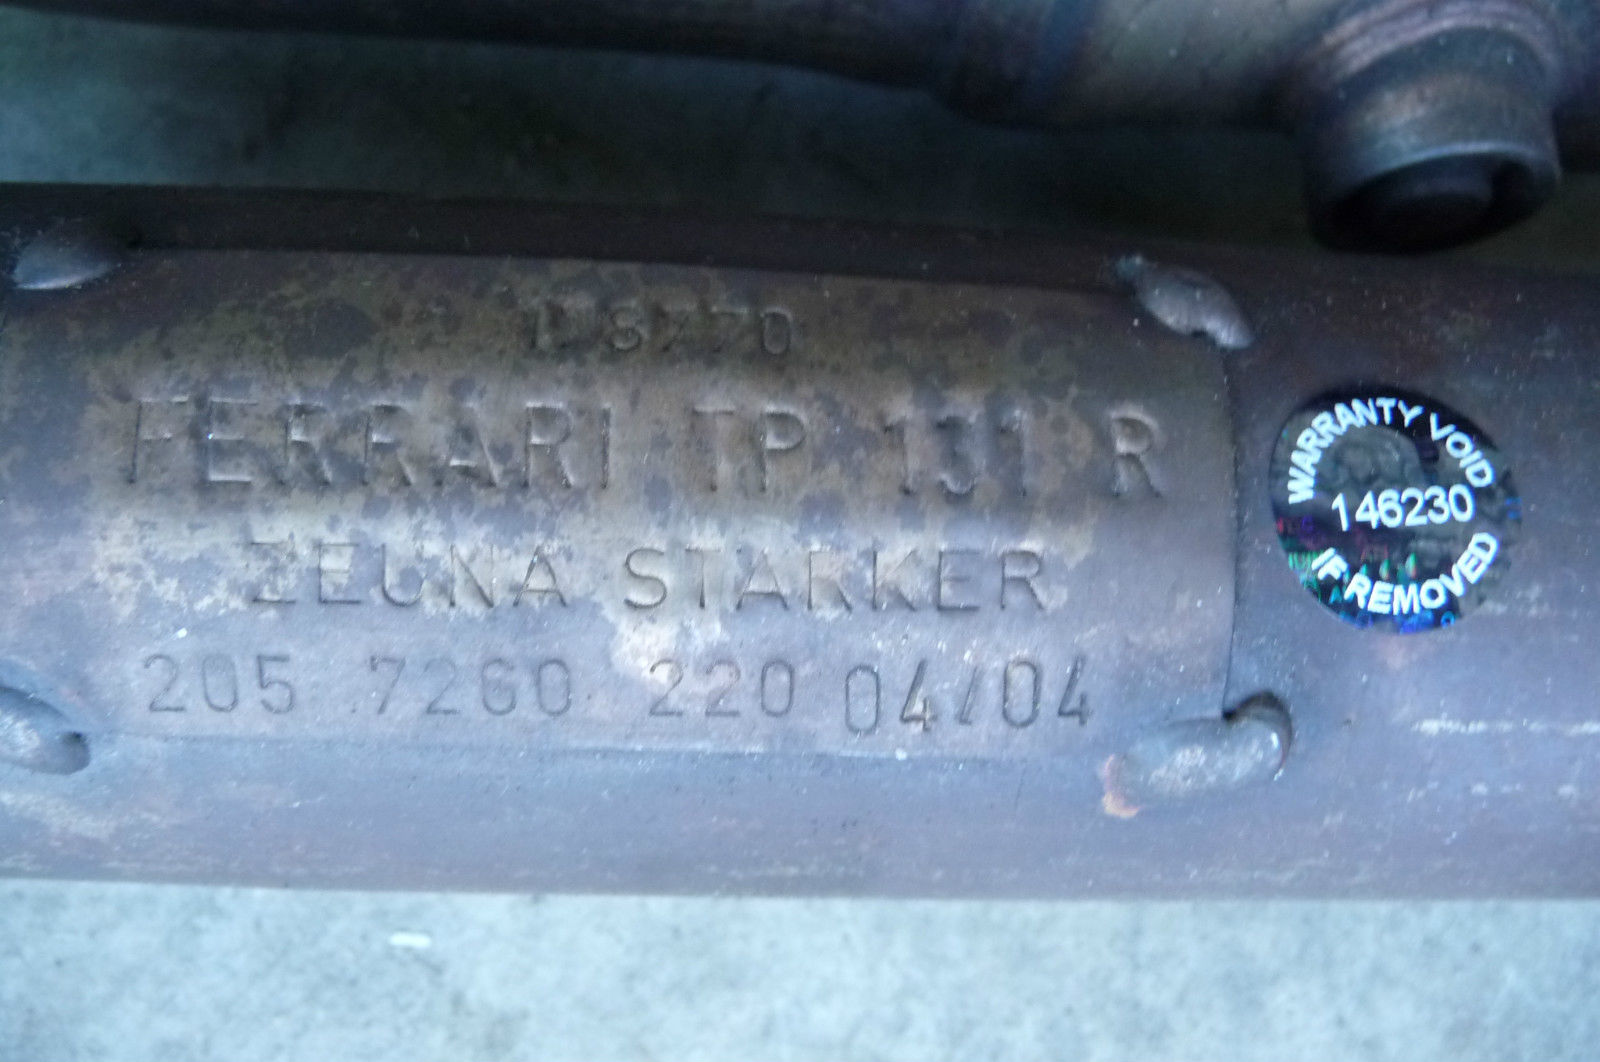 FERRARI TP 131 R
ZEUNA STARKER
205 7260 220 04/04
WARRANTY VOID
146230
IF REMOVED